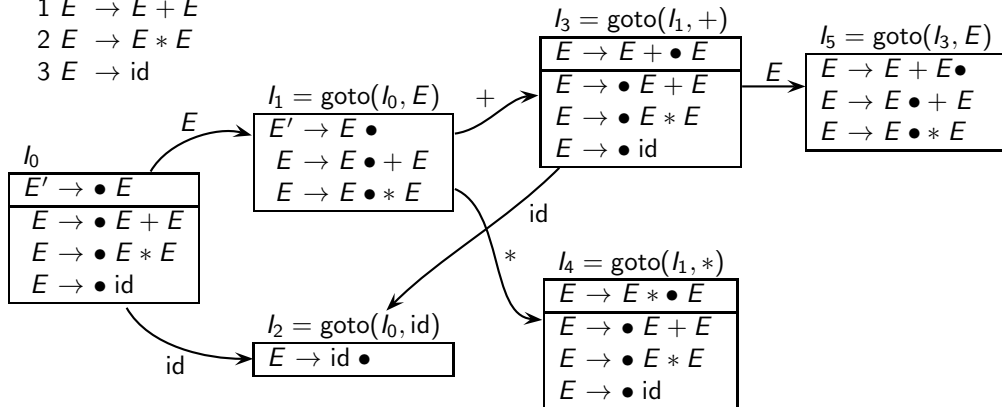 1 E → E + E
2 E → E ∗ E
3 E → id
I0
E′ → • E
E → • E + E
E → • E ∗ E
E → • id
E
id
I1 = goto(I0, E)
E′ → E •
E → E • + E
E → E • ∗ E
+
∗
I2 = goto(I0, id)
E → id •
I3 = goto(I1, +)
E → E + • E
E → • E + E
E → • E ∗ E
E → • id
id
E
I4 = goto(I1, ∗)
E → E ∗ • E
E → • E + E
E → • E ∗ E
E → • id
I5 = goto(I3, E)
E → E + E•
E → E • + E
E → E • ∗ E